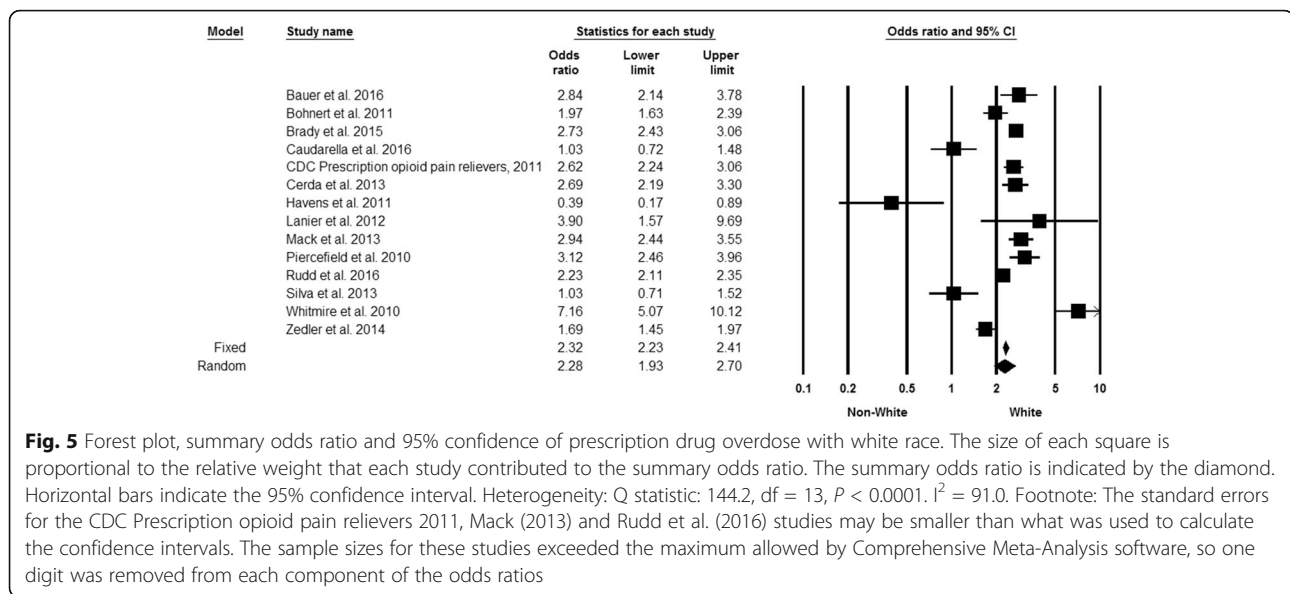 Model Study name Statistics for each study Odds ratio and 95% CI
Odds ratio Lower limit Upper limit
Bauer et al. 2016 2.84 2.14 3.78
Bohnert et al. 2011 1.97 1.63 2.39
Brady et al. 2015 2.73 2.43 3.06
Caudarella et al. 2016 1.03 0.72 1.48
CDC Prescription opioid pain relievers, 2011 2.62 2.24 3.06
Cerda et al. 2013 2.69 2.19 3.30
Havens et al. 2011 0.39 0.17 0.89
Lanier et al. 2012 3.90 1.57 9.69
Mack et al. 2013 2.94 2.44 3.55
Piercefield et al. 2010 3.12 2.46 3.96
Rudd et al. 2016 2.23 2.11 2.35
Silva et al. 2013 1.03 0.71 1.52
Whitmire et al. 2010 7.16 5.07 10.12
Zedler et al. 2014 1.69 1.45 1.97
Fixed 2.32 2.23 2.41
Random 2.28 1.93 2.70
0.1 0.2 0.5 1 2 5 10
Non-White White
Fig. 5 Forest plot, summary odds ratio and 95% confidence of prescription drug overdose with white race. The size of each square is
proportional to the relative weight that each study contributed to the summary odds ratio. The summary odds ratio is indicated by the diamond.
Horizontal bars indicate the 95% confidence interval. Heterogeneity: Q statistic: 144.2, df = 13, P < 0.0001. I² = 91.0. Footnote: The standard errors
for the CDC Prescription opioid pain relievers 2011, Mack (2013) and Rudd et al. (2016) studies may be smaller than what was used to calculate
the confidence intervals. The sample sizes for these studies exceeded the maximum allowed by Comprehensive Meta-Analysis software, so one
digit was removed from each component of the odds ratios